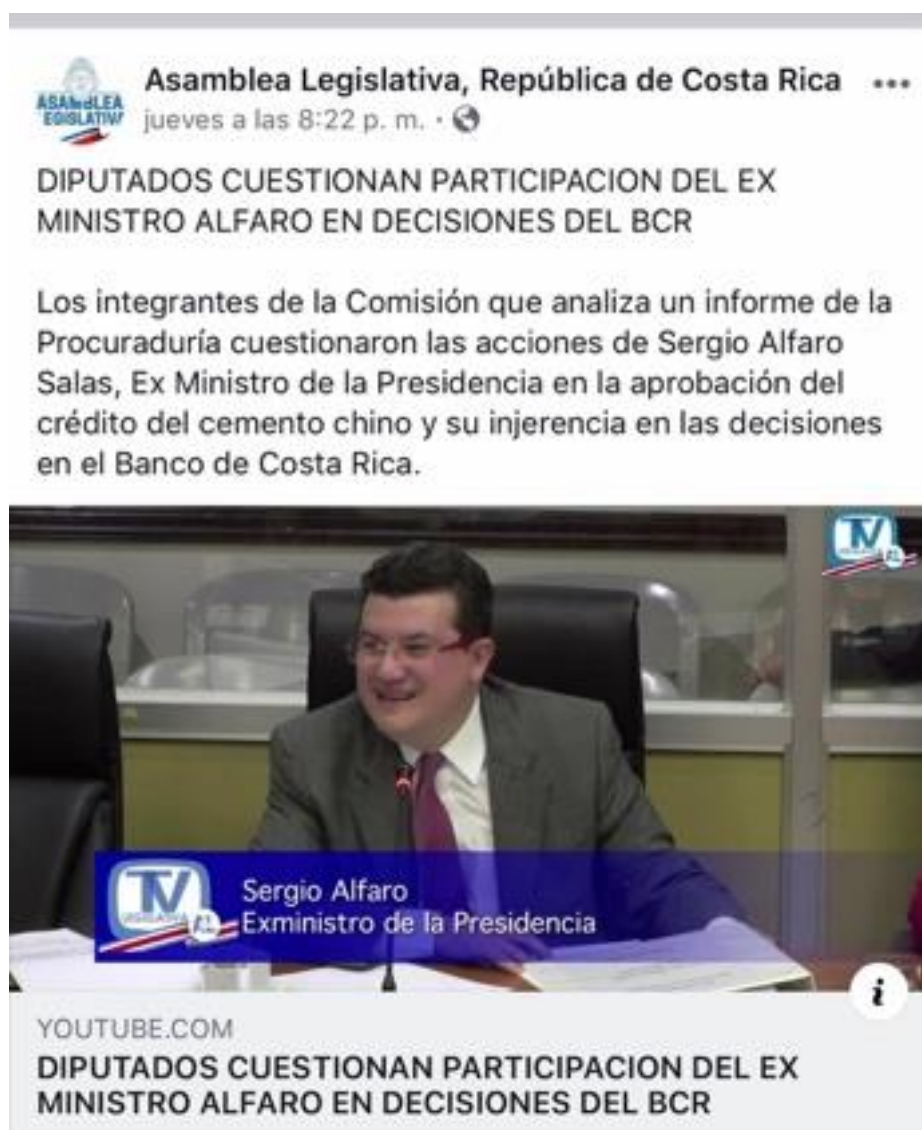 Asamblea Legislativa, República de Costa Rica
ASAMBLEA
jueves a las 8:22 p. m.
DIPUTADOS CUESTIONAN PARTICIPACION DEL EX
MINISTRO ALFARO EN DECISIONES DEL BCR
Los integrantes de la Comisión que analiza un informe de la
Procuraduría cuestionaron las acciones de Sergio Alfaro
Salas, Ex Ministro de la Presidencia en la aprobación del
crédito del cemento chino y su injerencia en las decisiones
en el Banco de Costa Rica.
TV
TV
LEGISLATIVA
Sergio Alfaro
Exministro de la Presidencia
i
YOUTUBE.COM
DIPUTADOS CUESTIONAN PARTICIPACION DEL EX
MINISTRO ALFARO EN DECISIONES DEL BCR